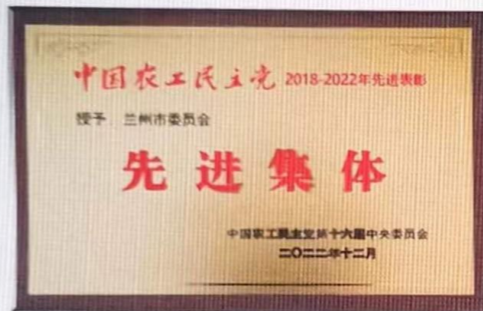 中国农工民主党 2018-2022年先进表彰
授予 兰州市委员会
先进集体
中国农工民主党第十六届中央委员会
二〇二二年十二月